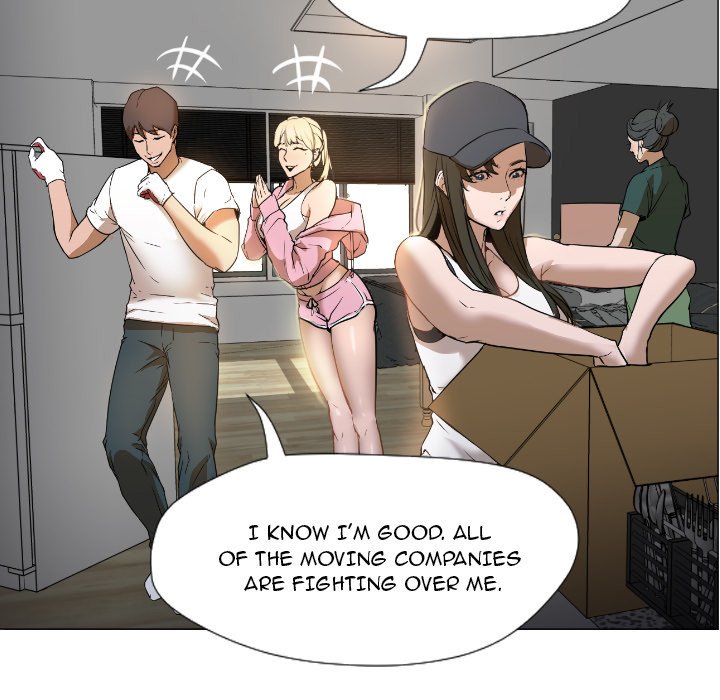 I KNOW I'M GOOD. ALL
OF THE MOVING COMPANIES
ARE FIGHTING OVER ME.